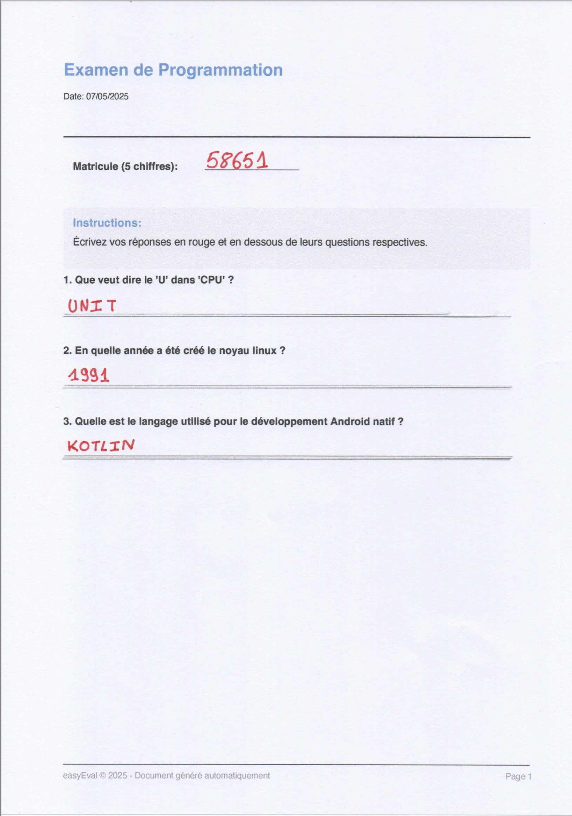 Examen de Programmation
Date: 07/05/2025
Matricule (5 chiffres): 58651
Instructions:
Écrivez vos réponses en rouge et en dessous de leurs questions respectives.
1. Que veut dire le 'U' dans 'CPU' ?
UNIT
2. En quelle année a été créé le noyau linux ?
1991
3. Quelle est le langage utilisé pour le développement Android natif ?
KOTLIN
easyEval © 2025 - Document généré automatiquement Page 1